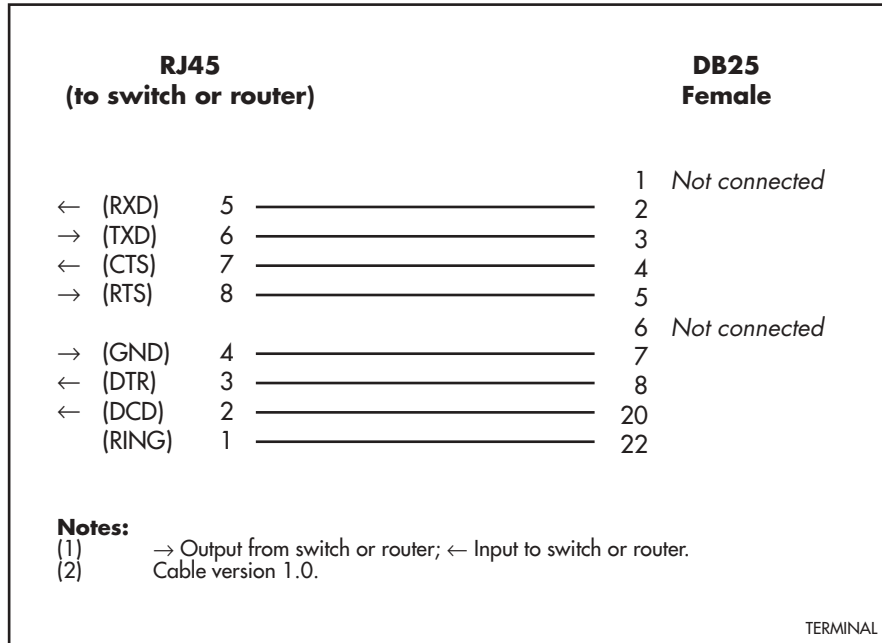 RJ45
(to switch or router)
DB25
Female
1 Not connected
← (RXD) 5 2
→ (TXD) 6 3
← (CTS) 7 4
→ (RTS) 8 5
6 Not connected
→ (GND) 4 7
← (DTR) 3 8
← (DCD) 2 20
(RING) 1 22
Notes:
(1) → Output from switch or router; ← Input to switch or router.
(2) Cable version 1.0.
TERMINAL